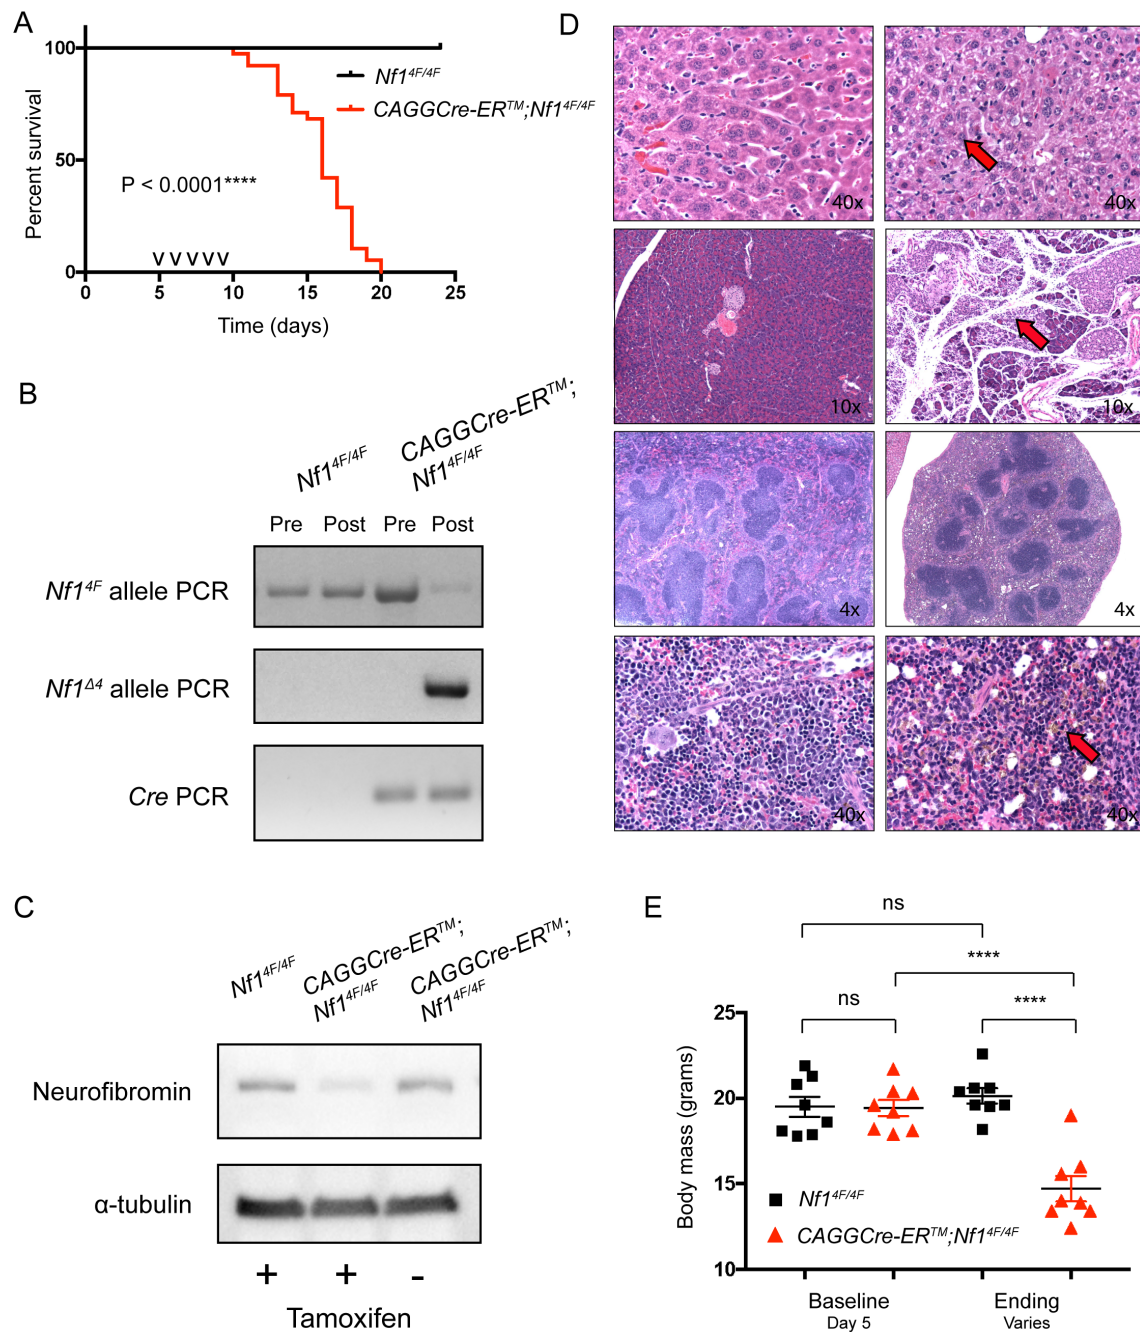 A
100
50
0
Percent survival
Nf1^4F/4F
CAGGCre-ER^TM;Nf1^4F/4F
P < 0.0001****
V V V V V
0 5 10 15 20 25
Time (days)
B
Nf1^4F/4F
CAGGCre-ER^TM;
Nf1^4F/4F
Pre Post Pre Post
Nf1^4F allele PCR
Nf1^Δ4 allele PCR
Cre PCR
C
Nf1^4F/4F
CAGGCre-ER^TM;
Nf1^4F/4F
CAGGCre-ER^TM;
Nf1^4F/4F
Neurofibromin
α-tubulin
+ + -
Tamoxifen
D
40x 40x
10x 10x
4x 4x
40x 40x
E
ns
****
ns ****
25
20
15
10
Body mass (grams)
Nf1^4F/4F
CAGGCre-ER^TM;Nf1^4F/4F
Baseline Ending
Day 5 Varies